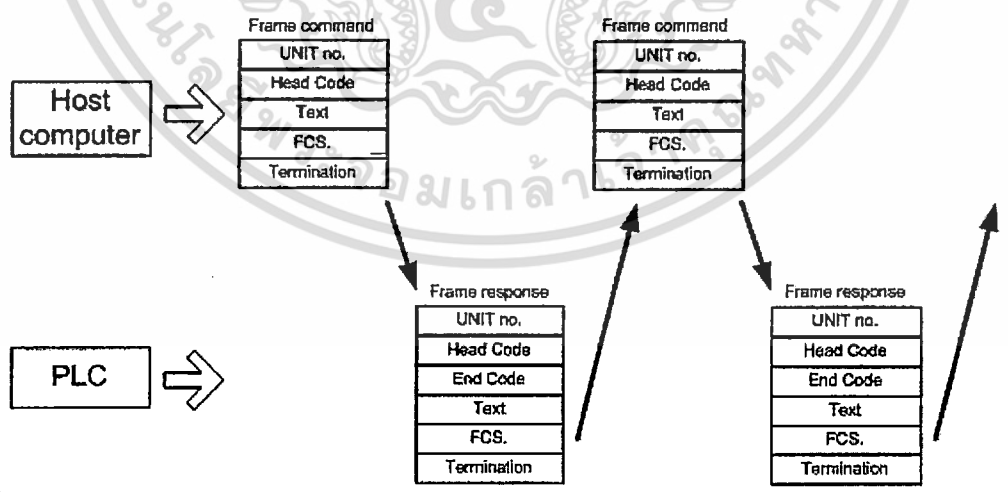 Frame command
UNIT no.
Head Code
Text
FCS.
Termination
Frame command
UNIT no.
Head Code
Text
FCS.
Termination
Host
computer
Frame response
UNIT no.
Head Code
End Code
Text
FCS.
Termination
Frame response
UNIT no.
Head Code
End Code
Text
FCS.
Termination
PLC